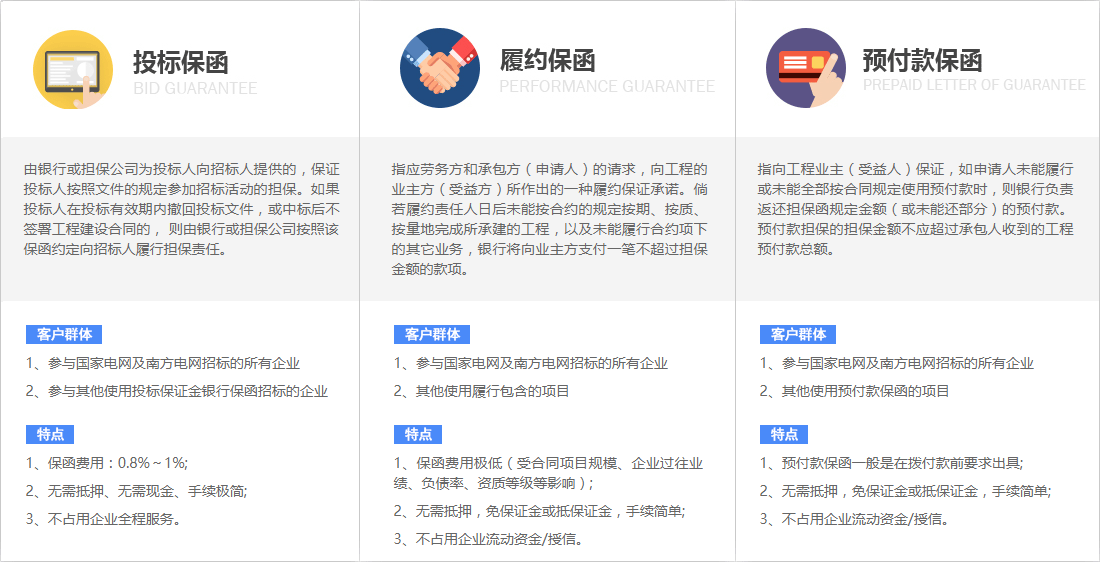 投标保函
BID GUARANTEE
由银行或担保公司为投标人向招标人提供的，保证
投标人按照文件的规定参加招标活动的担保。如果
投标人在投标有效期内撤回投标文件，或中标后不
签署工程建设合同的， 则由银行或担保公司按照该
保函约定向招标人履行担保责任。
客户群体
1、参与国家电网及南方电网招标的所有企业
2、参与其他使用投标保证金银行保函招标的企业
特点
1、保函费用：0.8%～1%;
2、无需抵押、无需现金、手续极简;
3、不占用企业全程服务。
履约保函
PERFORMANCE GUARANTEE
指应劳务方和承包方（申请人）的请求，向工程的
业主方（受益方）所作出的一种履约保证承诺。倘
若履约责任人日后未能按合约的规定按期、按质、
按量地完成所承建的工程，以及未能履行合约项下
的其它业务，银行将向业主方支付一笔不超过担保
金额的款项。
客户群体
1、参与国家电网及南方电网招标的所有企业
2、其他使用履行包含的项目
特点
1、保函费用极低（受合同项目规模、企业过往业
绩、负债率、资质等级等影响）;
2、无需抵押，免保证金或抵保证金，手续简单;
3、不占用企业流动资金/授信。
预付款保函
PREPAID LETTER OF GUARANTEE
指向工程业主（受益人）保证，如申请人未能履行
或未能全部按合同规定使用预付款时，则银行负责
返还担保函规定金额（或未能还部分）的预付款。
预付款担保的担保金额不应超过承包人收到的工程
预付款总额。
客户群体
1、参与国家电网及南方电网招标的所有企业
2、其他使用预付款保函的项目
特点
1、预付款保函一般是在拨付款前要求出具;
2、无需抵押，免保证金或抵保证金，手续简单;
3、不占用企业流动资金/授信。